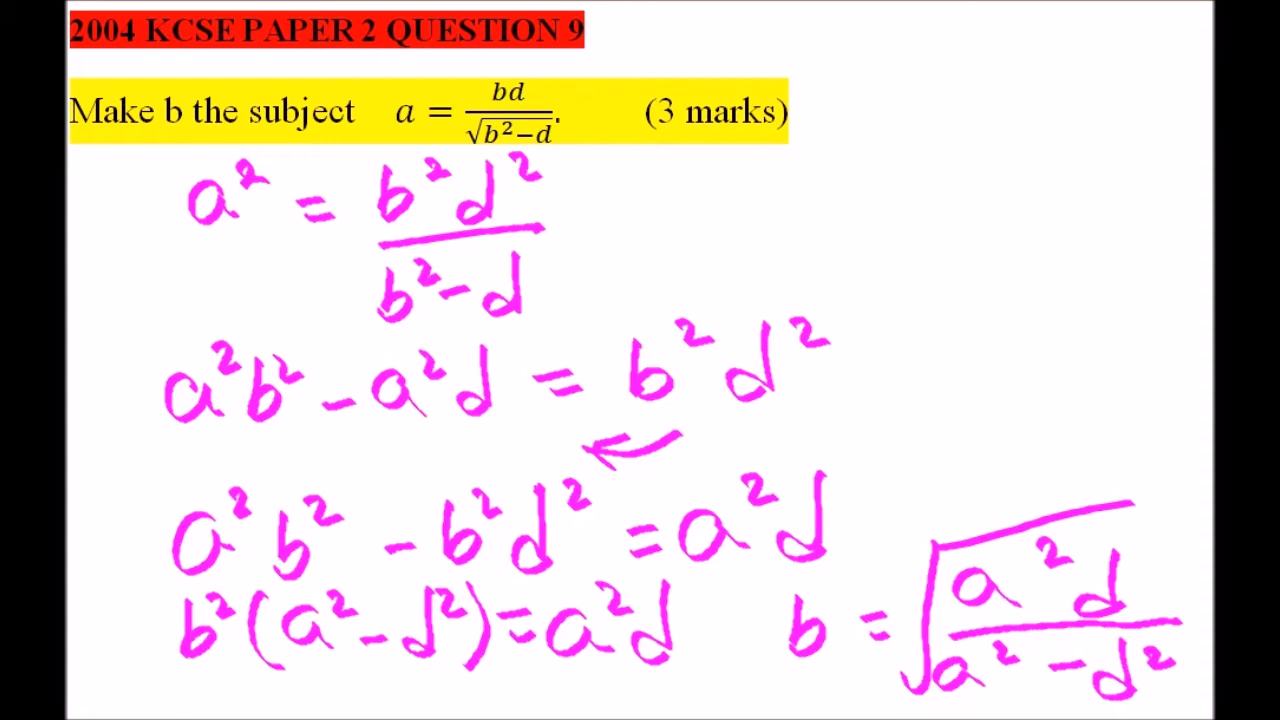 2004 KCSE PAPER 2 QUESTION 9
Make b the subject a = bd/√(b²−d). (3 marks)
a² = b²d²/(b²−d)
a²b² − a²d = b²d²
a²b² − b²d² = a²d
b²(a²−d²) = a²d
b = √(a²d/(a²−d²))